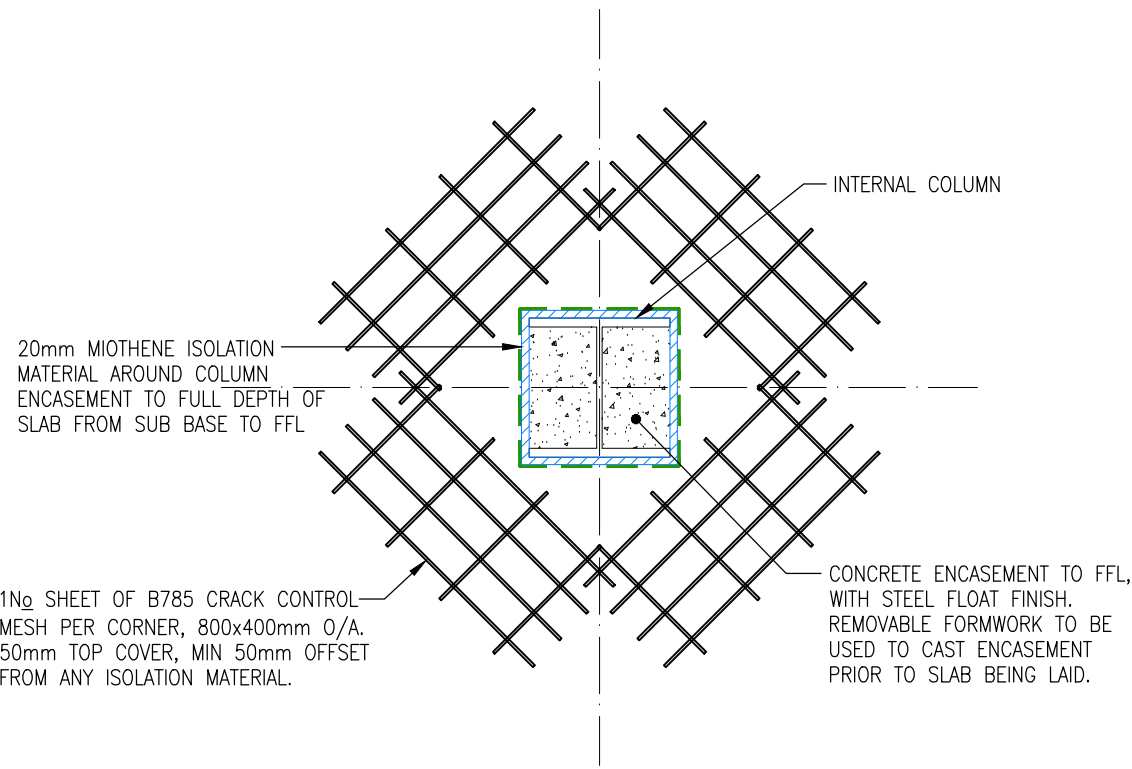 INTERNAL COLUMN
20mm MIOTHENE ISOLATION
MATERIAL AROUND COLUMN
ENCASEMENT TO FULL DEPTH OF
SLAB FROM SUB BASE TO FFL
1No SHEET OF B785 CRACK CONTROL
MESH PER CORNER, 800x400mm O/A.
50mm TOP COVER, MIN 50mm OFFSET
FROM ANY ISOLATION MATERIAL.
CONCRETE ENCASEMENT TO FFL,
WITH STEEL FLOAT FINISH.
REMOVABLE FORMWORK TO BE
USED TO CAST ENCASEMENT
PRIOR TO SLAB BEING LAID.